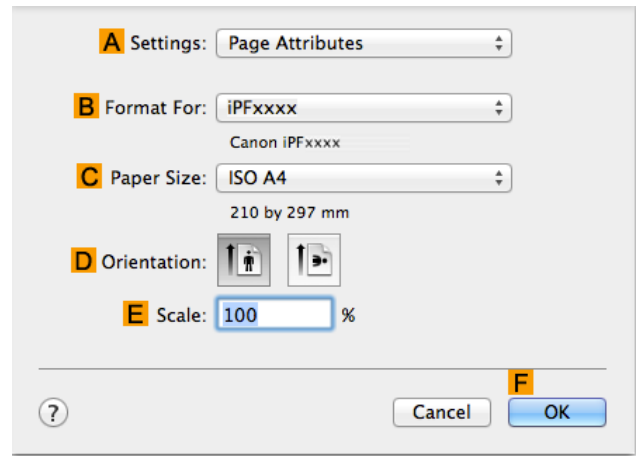 A Settings: Page Attributes
B Format For: iPFxxxx
Canon iPFxxxx
C Paper Size: ISO A4
210 by 297 mm
D Orientation:
E Scale: 100 %
F
? Cancel OK